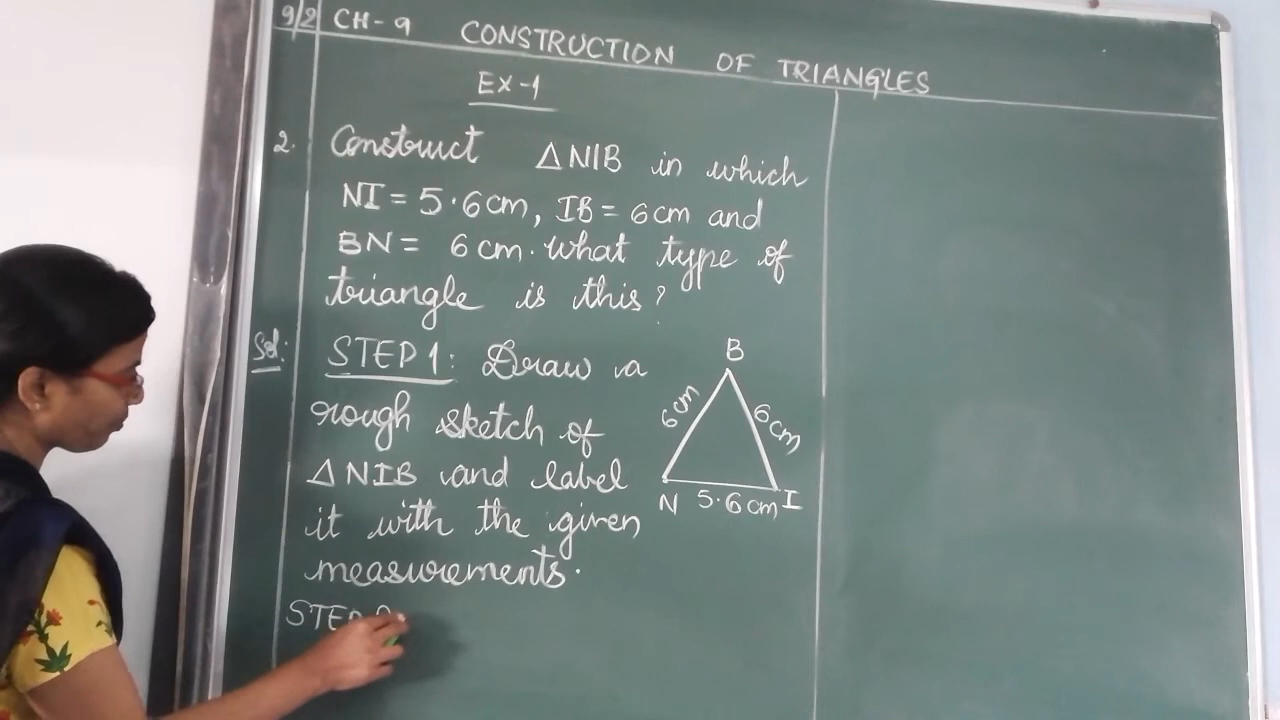 9/2 CH-9 CONSTRUCTION OF TRIANGLES
Ex-1
2. Construct △NIB in which
NI = 5.6cm, IB = 6cm and
BN = 6cm. what type of
triangle is this?
Sol: STEP 1: Draw a
rough sketch of
△NIB and label
it with the given
measurements.
STEP
B
6cm
6cm
N 5.6cm I